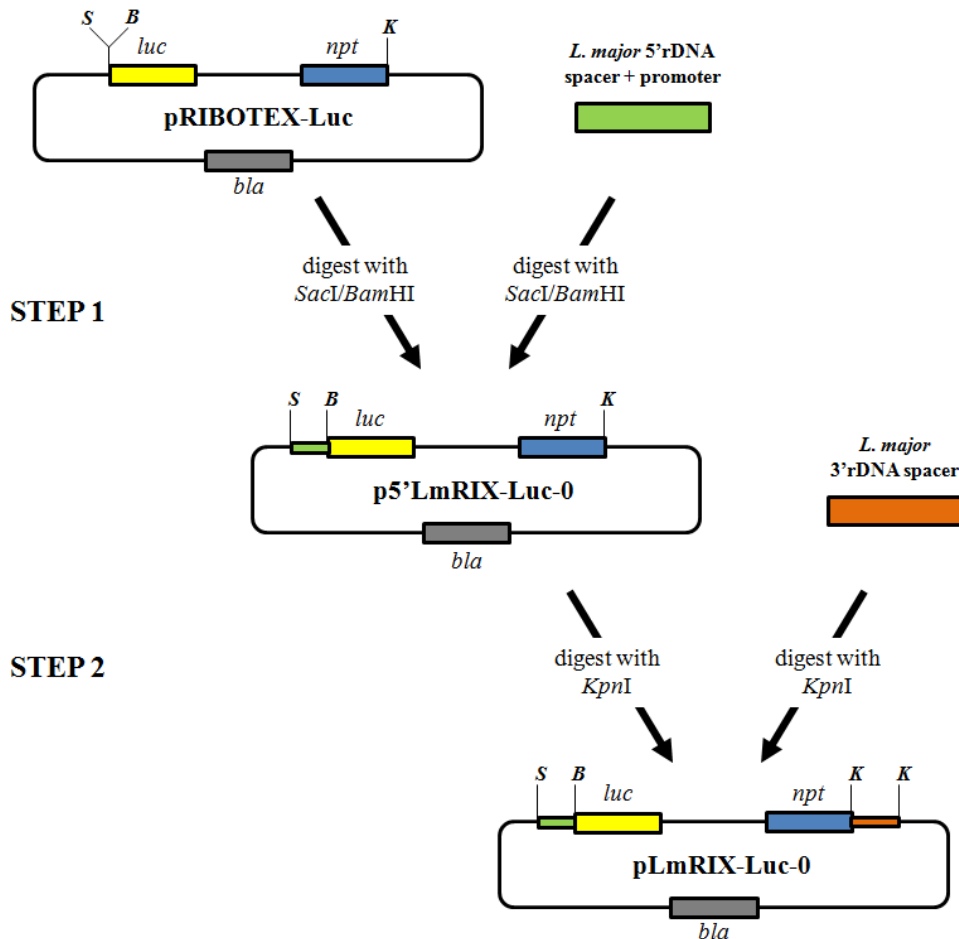 S B
luc
npt
K
pRIBOTEX-Luc
bla
L. major 5’rDNA
spacer + promoter
STEP 1
digest with
SacI/BamHI
digest with
SacI/BamHI
S B
luc
npt
K
p5’LmRIX-Luc-0
bla
L. major
3’rDNA spacer
STEP 2
digest with
KpnI
digest with
KpnI
S B
luc
npt
K K
pLmRIX-Luc-0
bla